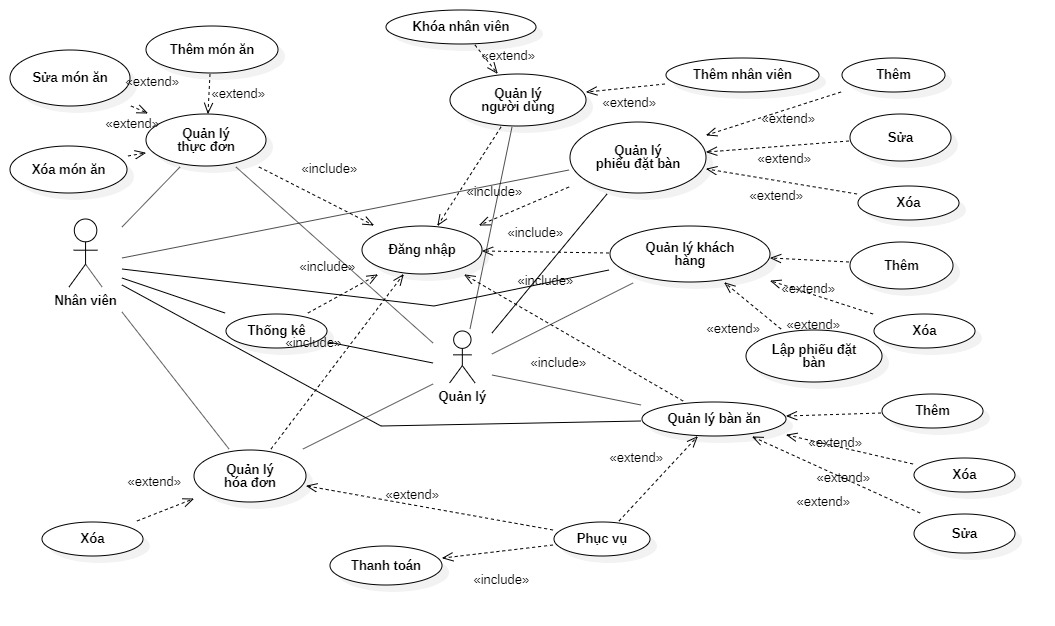 Khóa nhân viên
Thêm món ăn
«extend»
Sửa món ăn
«extend»
«extend»
Quản lý
người dùng
Thêm nhân viên
Thêm
«extend»
«extend»
«extend»
Quản lý
thực đơn
Quản lý
phiếu đặt bàn
Sửa
«extend»
Xóa món ăn
«include»
«include»
«extend»
Xóa
«include»
Đăng nhập
Quản lý khách
hàng
Thêm
Nhân viên
«include»
«include»
«extend»
Thống kê
«include»
«extend»
«extend»
Xóa
Lập phiếu đặt
bàn
«include»
Quản lý
Quản lý bàn ăn
Thêm
«extend»
Quản lý
hóa đơn
«extend»
«extend»
«extend»
Xóa
«extend»
«extend»
Xóa
Phục vụ
Sửa
Thanh toán
«include»